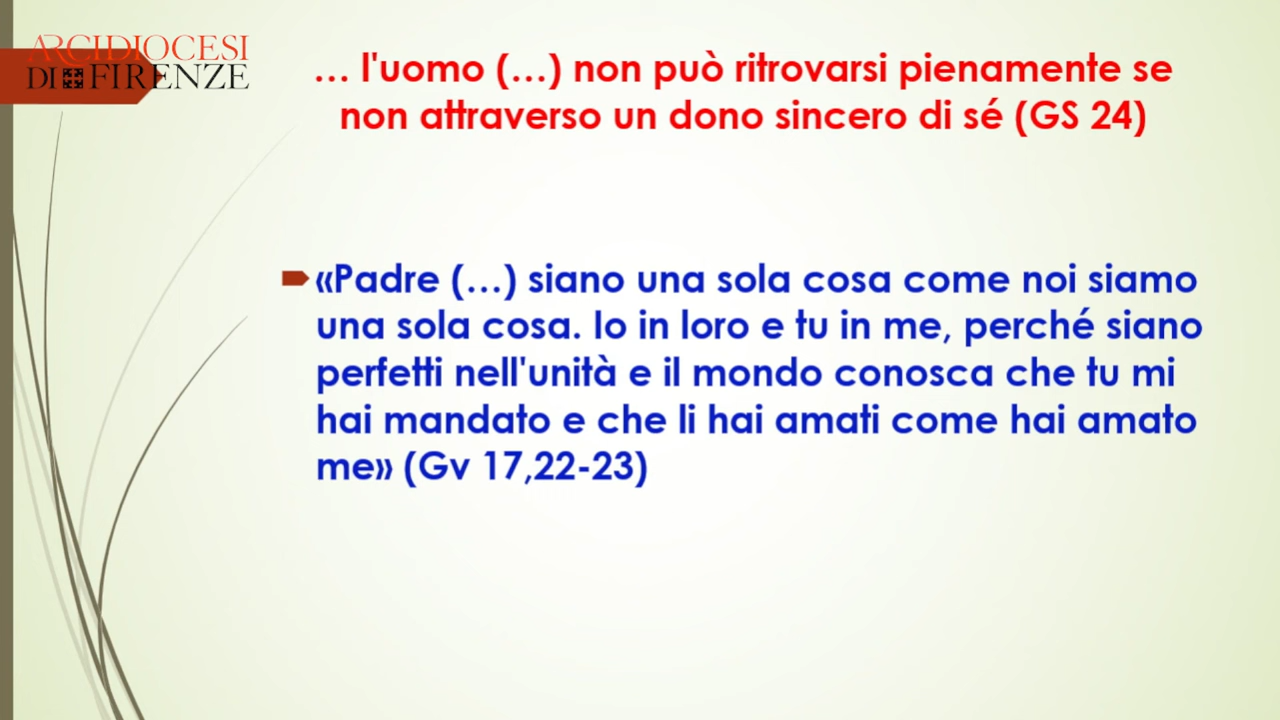 ARCIDIOCESI
DI FIRENZE
… l'uomo (…) non può ritrovarsi pienamente se
non attraverso un dono sincero di sé (GS 24)
«Padre (…) siano una sola cosa come noi siamo
una sola cosa. Io in loro e tu in me, perché siano
perfetti nell'unità e il mondo conosca che tu mi
hai mandato e che li hai amati come hai amato
me» (Gv 17,22-23)